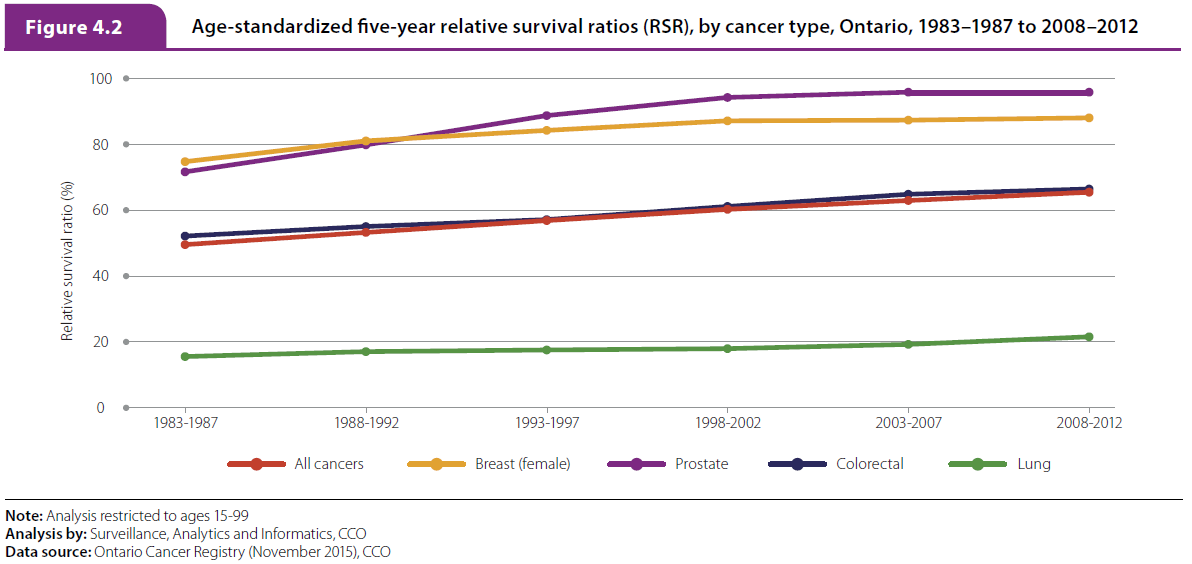 Figure 4.2
Age-standardized five-year relative survival ratios (RSR), by cancer type, Ontario, 1983–1987 to 2008–2012
Relative survival ratio (%)
100
80
60
40
20
0
1983-1987
1988-1992
1993-1997
1998-2002
2003-2007
2008-2012
All cancers
Breast (female)
Prostate
Colorectal
Lung
Note: Analysis restricted to ages 15-99
Analysis by: Surveillance, Analytics and Informatics, CCO
Data source: Ontario Cancer Registry (November 2015), CCO